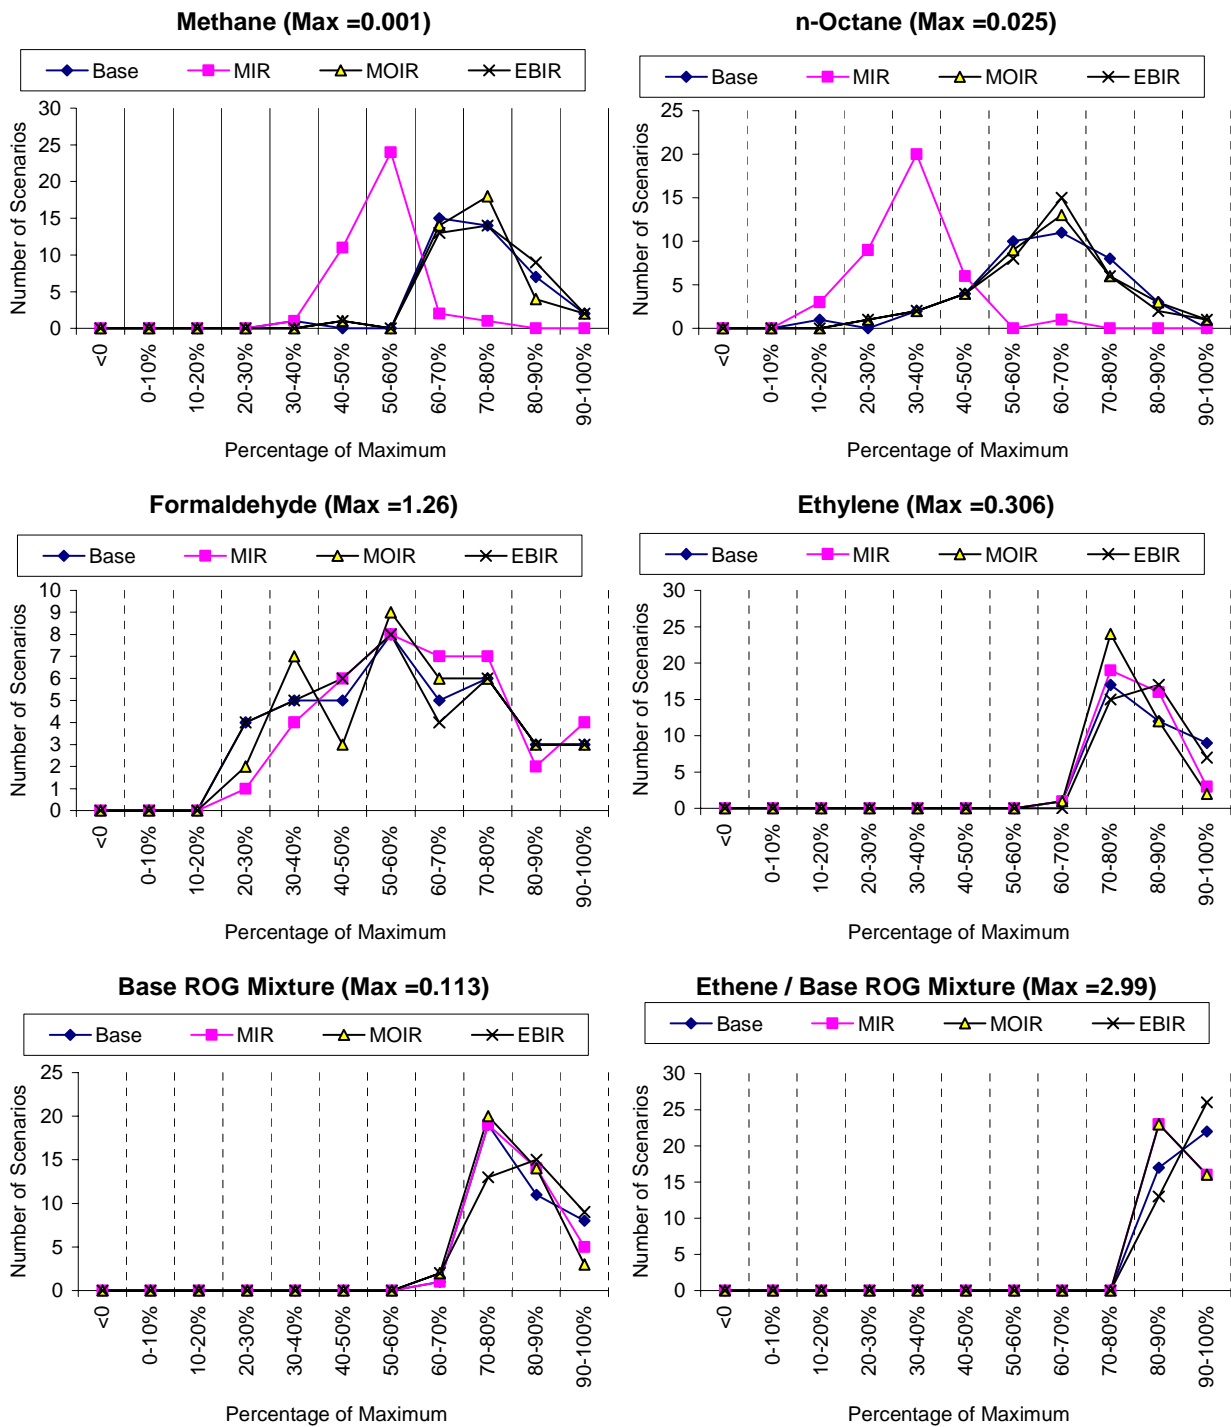 Methane (Max =0.001)
Base MIR MOIR EBIR
30
25
20
15
10
5
0
Number of Scenarios
<0 0-10% 10-20% 20-30% 30-40% 40-50% 50-60% 60-70% 70-80% 80-90% 90-100%
Percentage of Maximum
n-Octane (Max =0.025)
Base MIR MOIR EBIR
25
20
15
10
5
0
Number of Scenarios
<0 0-10% 10-20% 20-30% 30-40% 40-50% 50-60% 60-70% 70-80% 80-90% 90-100%
Percentage of Maximum
Formaldehyde (Max =1.26)
Base MIR MOIR EBIR
10
9
8
7
6
5
4
3
2
1
0
Number of Scenarios
<0 0-10% 10-20% 20-30% 30-40% 40-50% 50-60% 60-70% 70-80% 80-90% 90-100%
Percentage of Maximum
Ethylene (Max =0.306)
Base MIR MOIR EBIR
30
25
20
15
10
5
0
Number of Scenarios
<0 0-10% 10-20% 20-30% 30-40% 40-50% 50-60% 60-70% 70-80% 80-90% 90-100%
Percentage of Maximum
Base ROG Mixture (Max =0.113)
Base MIR MOIR EBIR
25
20
15
10
5
0
Number of Scenarios
<0 0-10% 10-20% 20-30% 30-40% 40-50% 50-60% 60-70% 70-80% 80-90% 90-100%
Percentage of Maximum
Ethene / Base ROG Mixture (Max =2.99)
Base MIR MOIR EBIR
30
25
20
15
10
5
0
Number of Scenarios
<0 0-10% 10-20% 20-30% 30-40% 40-50% 50-60% 60-70% 70-80% 80-90% 90-100%
Percentage of Maximum